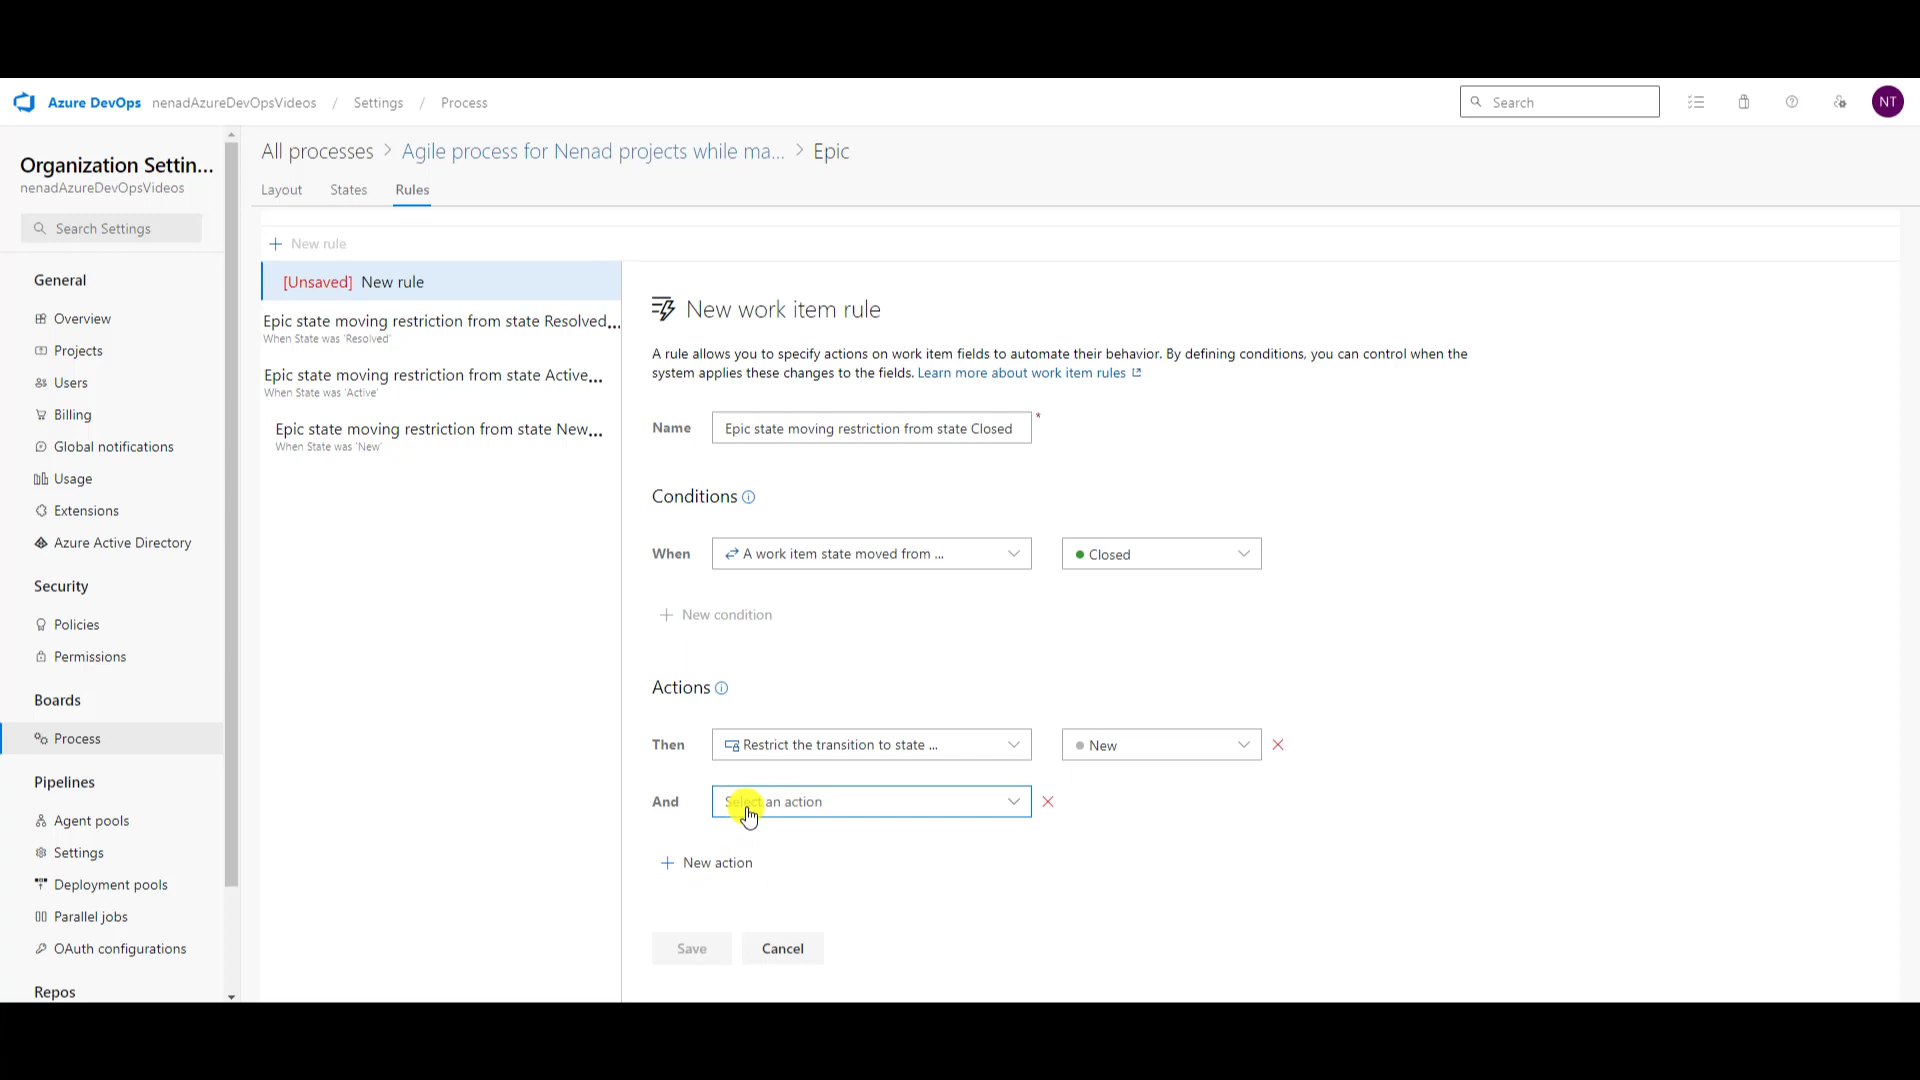 Azure DevOps nenadAzureDevOpsVideos / Settings / Process
Search
NT
Organization Settin...
nenadAzureDevOpsVideos
Search Settings
General
Overview
Projects
Users
Billing
Global notifications
Usage
Extensions
Azure Active Directory
Security
Policies
Permissions
Boards
Process
Pipelines
Agent pools
Settings
Deployment pools
Parallel jobs
OAuth configurations
Repos
All processes > Agile process for Nenad projects while ma... > Epic
Layout States Rules
New rule
[Unsaved] New rule
Epic state moving restriction from state Resolved...
When State was 'Resolved'
Epic state moving restriction from state Active...
When State was 'Active'
Epic state moving restriction from state New...
When State was 'New'
New work item rule
A rule allows you to specify actions on work item fields to automate their behavior. By defining conditions, you can control when the
system applies these changes to the fields. Learn more about work item rules
Name Epic state moving restriction from state Closed *
Conditions
When A work item state moved from ... Closed
New condition
Actions
Then Restrict the transition to state ... New
And Select an action
New action
Save Cancel